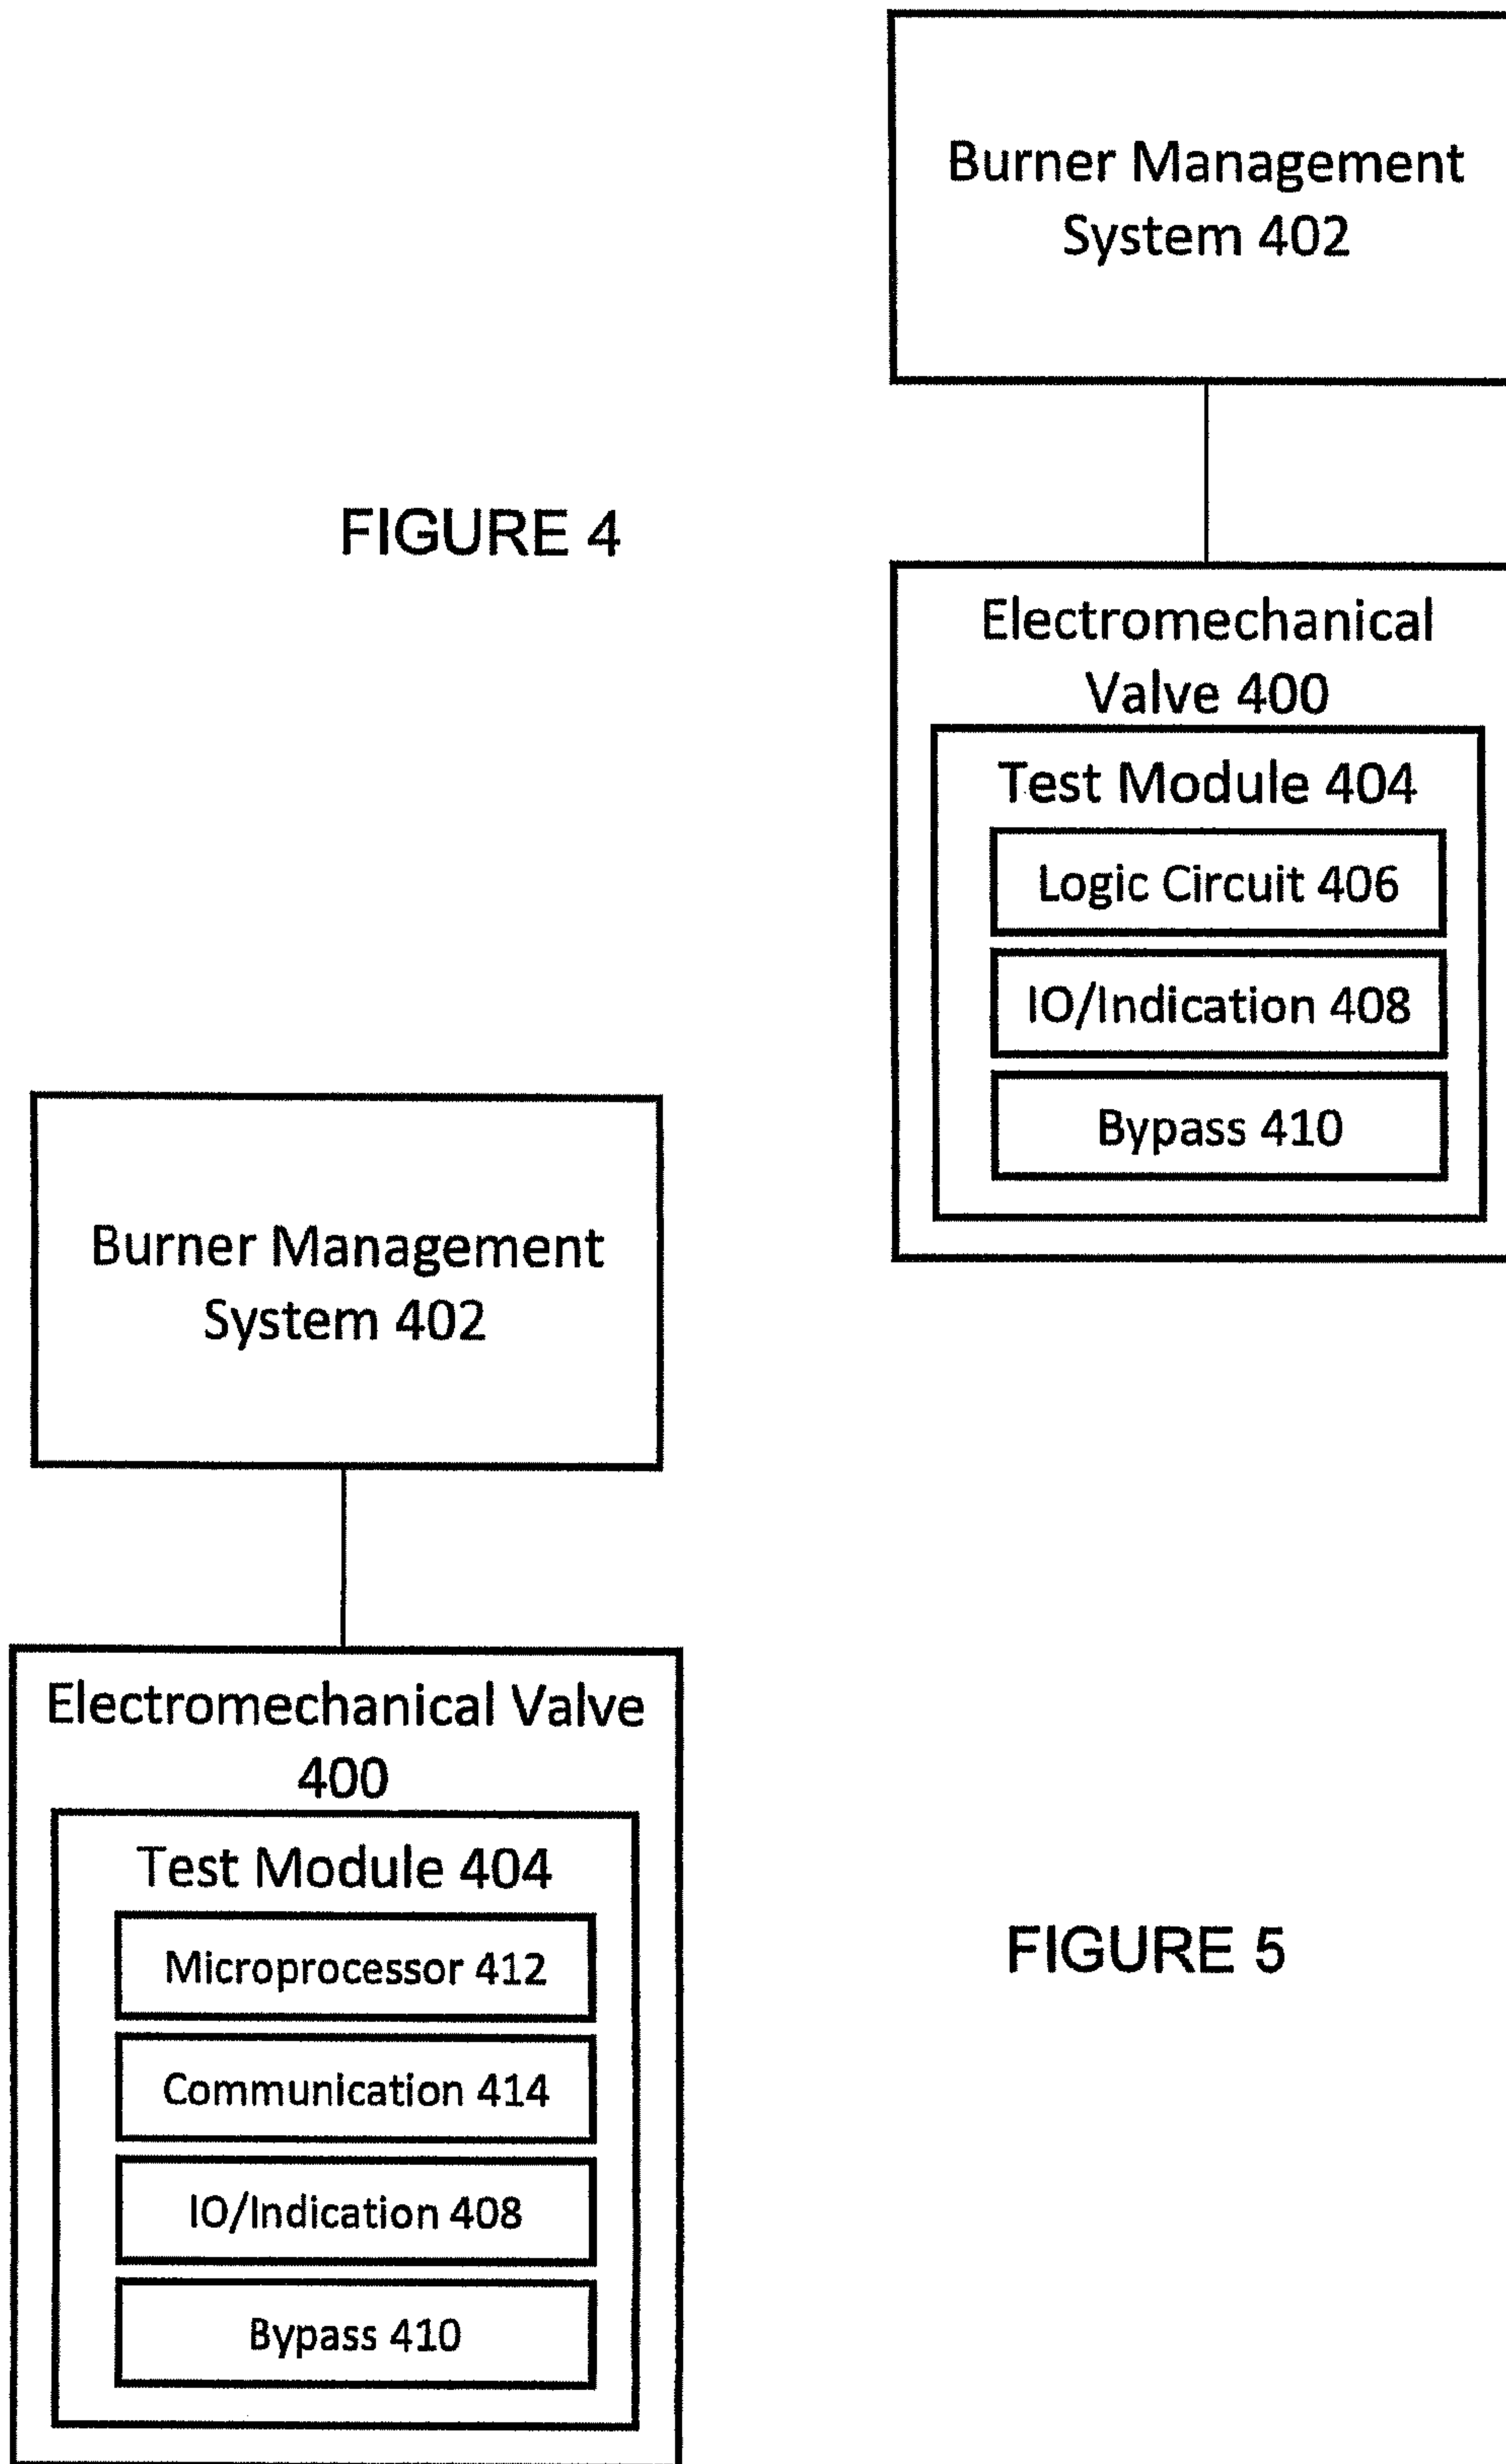 Burner Management
System 402
FIGURE 4
Electromechanical
Valve 400
Test Module 404
Logic Circuit 406
IO/Indication 408
Bypass 410
Burner Management
System 402
Electromechanical Valve
400
Test Module 404
Microprocessor 412
Communication 414
IO/Indication 408
Bypass 410
FIGURE 5